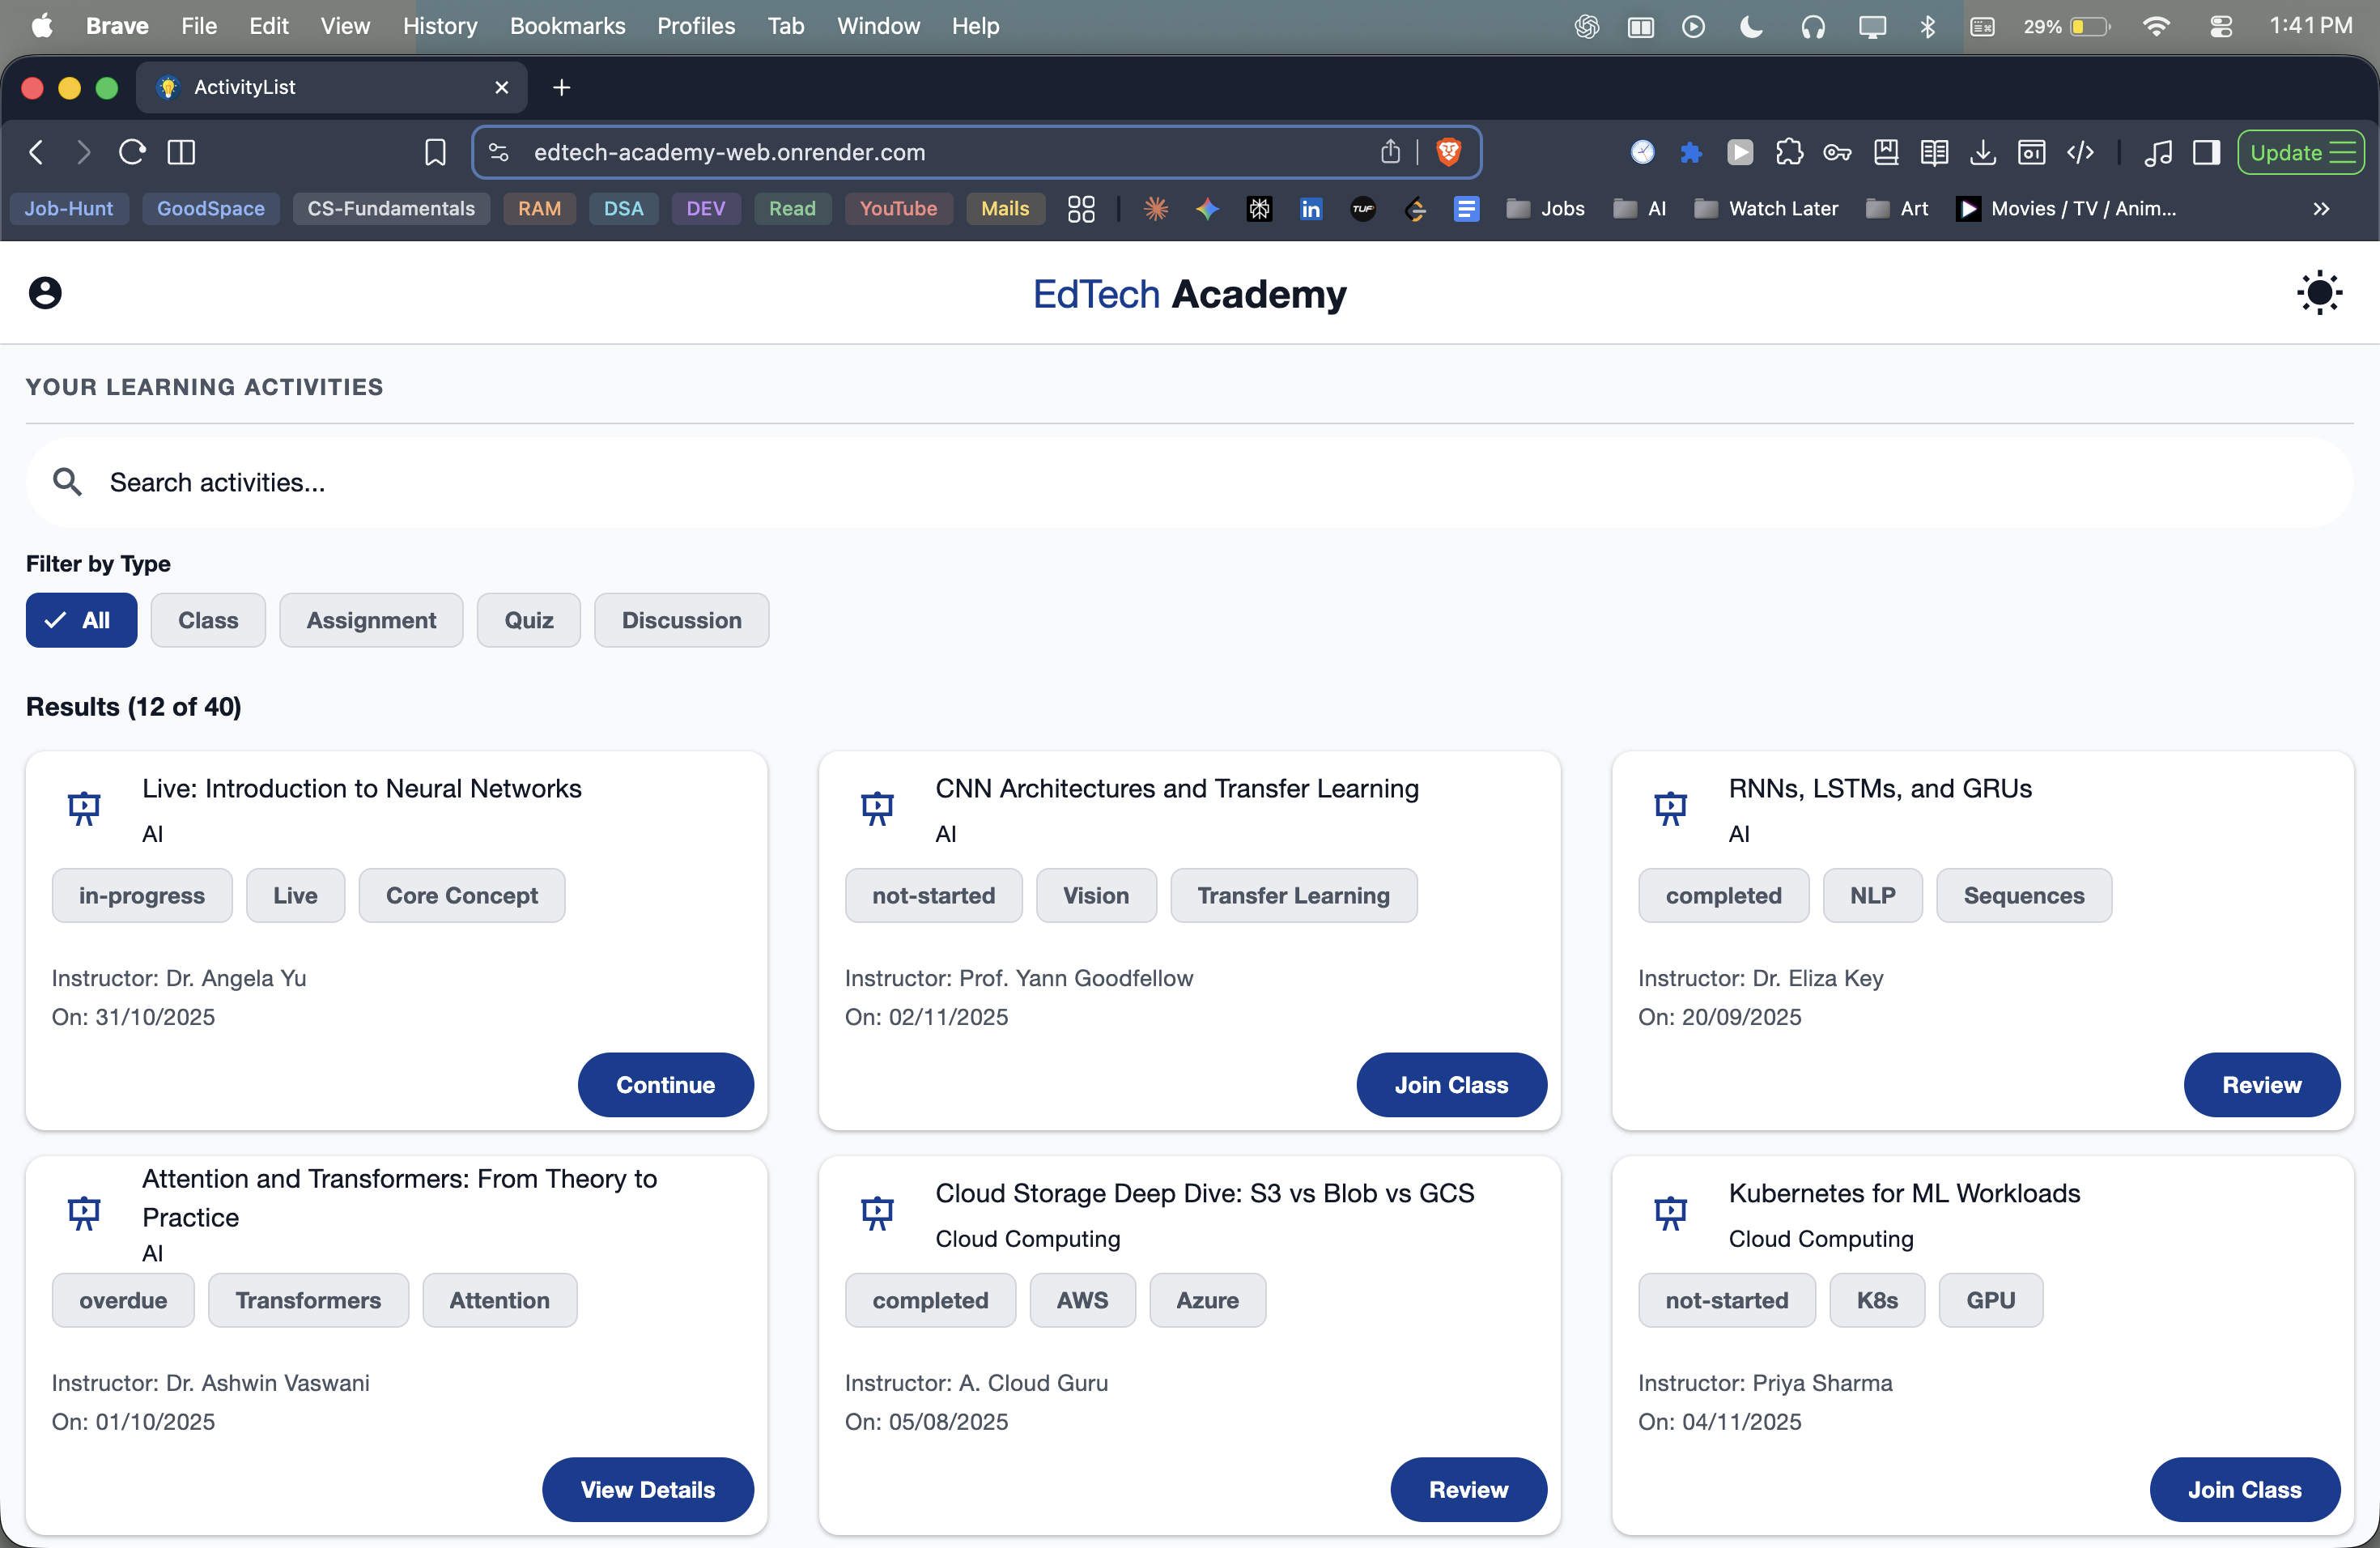 Brave File Edit View History Bookmarks Profiles Tab Window Help 29% 1:41 PM
ActivityList
edtech-academy-web.onrender.com Update
Job-Hunt GoodSpace CS-Fundamentals RAM DSA DEV Read YouTube Mails in TUF Jobs AI Watch Later Art Movies / TV / Anim...
EdTech Academy
YOUR LEARNING ACTIVITIES
Search activities...
Filter by Type
All Class Assignment Quiz Discussion
Results (12 of 40)
Live: Introduction to Neural Networks
AI
in-progress Live Core Concept
Instructor: Dr. Angela Yu
On: 31/10/2025
Continue
CNN Architectures and Transfer Learning
AI
not-started Vision Transfer Learning
Instructor: Prof. Yann Goodfellow
On: 02/11/2025
Join Class
RNNs, LSTMs, and GRUs
AI
completed NLP Sequences
Instructor: Dr. Eliza Key
On: 20/09/2025
Review
Attention and Transformers: From Theory to
Practice
AI
overdue Transformers Attention
Instructor: Dr. Ashwin Vaswani
On: 01/10/2025
View Details
Cloud Storage Deep Dive: S3 vs Blob vs GCS
Cloud Computing
completed AWS Azure
Instructor: A. Cloud Guru
On: 05/08/2025
Review
Kubernetes for ML Workloads
Cloud Computing
not-started K8s GPU
Instructor: Priya Sharma
On: 04/11/2025
Join Class